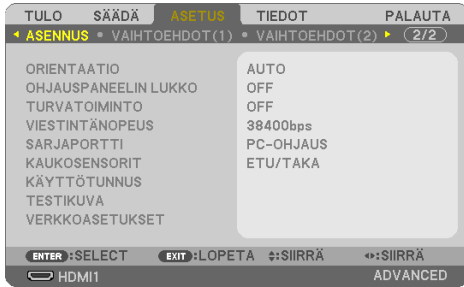 TULO SÄÄDÄ ASETUS TIEDOT PALAUTA
ASENNUS • VAIHTOEHDOT(1) • VAIHTOEHDOT(2) 2/2
ORIENTAATIO AUTO
OHJAUSPANEELIN LUKKO OFF
TURVATOIMINTO OFF
VIESTINTÄNOPEUS 38400bps
SARJAPORTTI PC-OHJAUS
KAUKOSENSORIT ETU/TAKA
KÄYTTÖTUNNUS
TESTIKUVA
VERKKOASETUKSET
ENTER :SELECT EXIT :LOPETA :SIIRRÄ :SIIRRÄ
HDMI1 ADVANCED